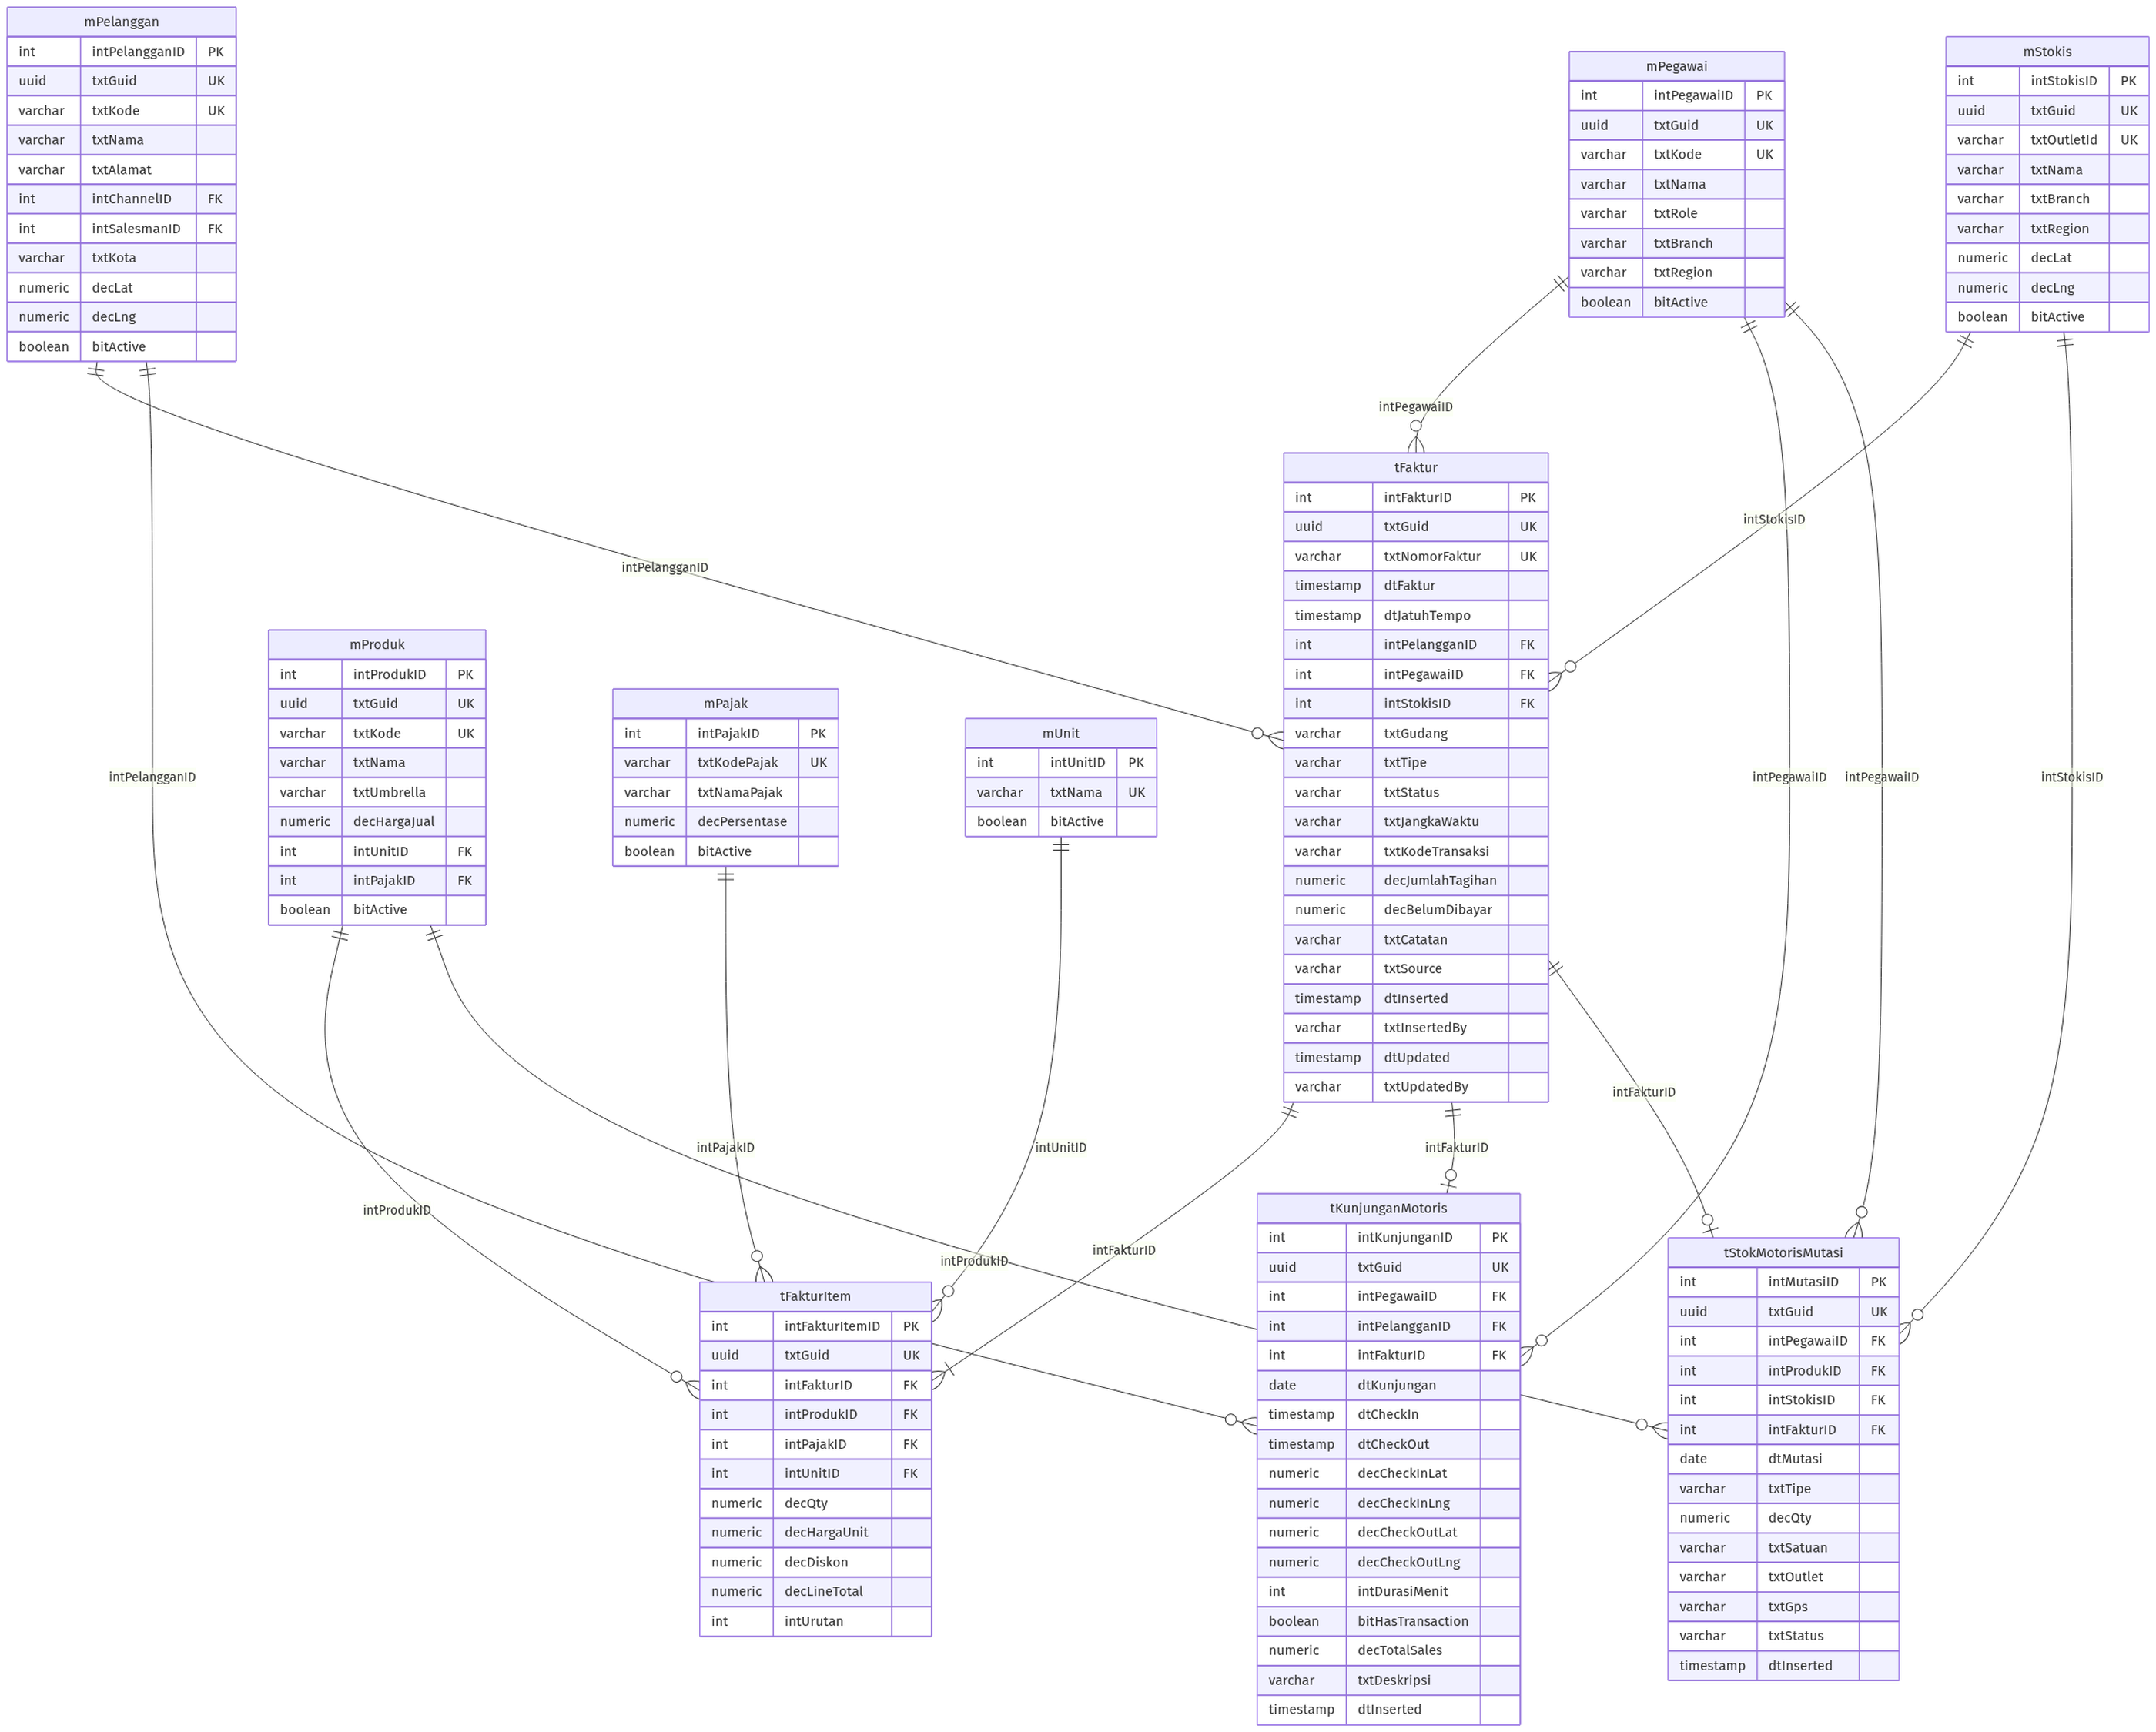 mPelanggan
int intPelangganID PK
uuid txtGuid UK
varchar txtKode UK
varchar txtNama
varchar txtAlamat
int intChannelID FK
int intSalesmanID FK
varchar txtKota
numeric decLat
numeric decLng
boolean bitActive
mPegawai
int intPegawaiID PK
uuid txtGuid UK
varchar txtKode UK
varchar txtNama
varchar txtRole
varchar txtBranch
varchar txtRegion
boolean bitActive
mStokis
int intStokisID PK
uuid txtGuid UK
varchar txtOutletId UK
varchar txtNama
varchar txtBranch
varchar txtRegion
numeric decLat
numeric decLng
boolean bitActive
intPegawaiID
intStokisID
intPelangganID
tFaktur
int intFakturID PK
uuid txtGuid UK
varchar txtNomorFaktur UK
timestamp dtFaktur
timestamp dtJatuhTempo
int intPelangganID FK
int intPegawaiID FK
int intStokisID FK
varchar txtGudang
varchar txtTipe
varchar txtStatus
varchar txtJangkaWaktu
varchar txtKodeTransaksi
numeric decJumlahTagihan
numeric decBelumDibayar
varchar txtCatatan
varchar txtSource
timestamp dtInserted
varchar txtInsertedBy
timestamp dtUpdated
varchar txtUpdatedBy
mProduk
int intProdukID PK
uuid txtGuid UK
varchar txtKode UK
varchar txtNama
varchar txtUmbrella
numeric decHargaJual
int intUnitID FK
int intPajakID FK
boolean bitActive
mPajak
int intPajakID PK
varchar txtKodePajak UK
varchar txtNamaPajak
numeric decPersentase
boolean bitActive
mUnit
int intUnitID PK
varchar txtNama UK
boolean bitActive
intPelangganID
intPegawaiID
intPegawaiID
intStokisID
intFakturID
intPajakID
intUnitID
intFakturID
intProdukID
intFakturID
intProdukID
tFakturItem
int intFakturItemID PK
uuid txtGuid UK
int intFakturID FK
int intProdukID FK
int intPajakID FK
int intUnitID FK
numeric decQty
numeric decHargaUnit
numeric decDiskon
numeric decLineTotal
int intUrutan
tKunjunganMotoris
int intKunjunganID PK
uuid txtGuid UK
int intPegawaiID FK
int intPelangganID FK
int intFakturID FK
date dtKunjungan
timestamp dtCheckIn
timestamp dtCheckOut
numeric decCheckInLat
numeric decCheckInLng
numeric decCheckOutLat
numeric decCheckOutLng
int intDurasiMenit
boolean bitHasTransaction
numeric decTotalSales
varchar txtDeskripsi
timestamp dtInserted
tStokMotorisMutasi
int intMutasiID PK
uuid txtGuid UK
int intPegawaiID FK
int intProdukID FK
int intStokisID FK
int intFakturID FK
date dtMutasi
varchar txtTipe
numeric decQty
varchar txtSatuan
varchar txtOutlet
varchar txtGps
varchar txtStatus
timestamp dtInserted